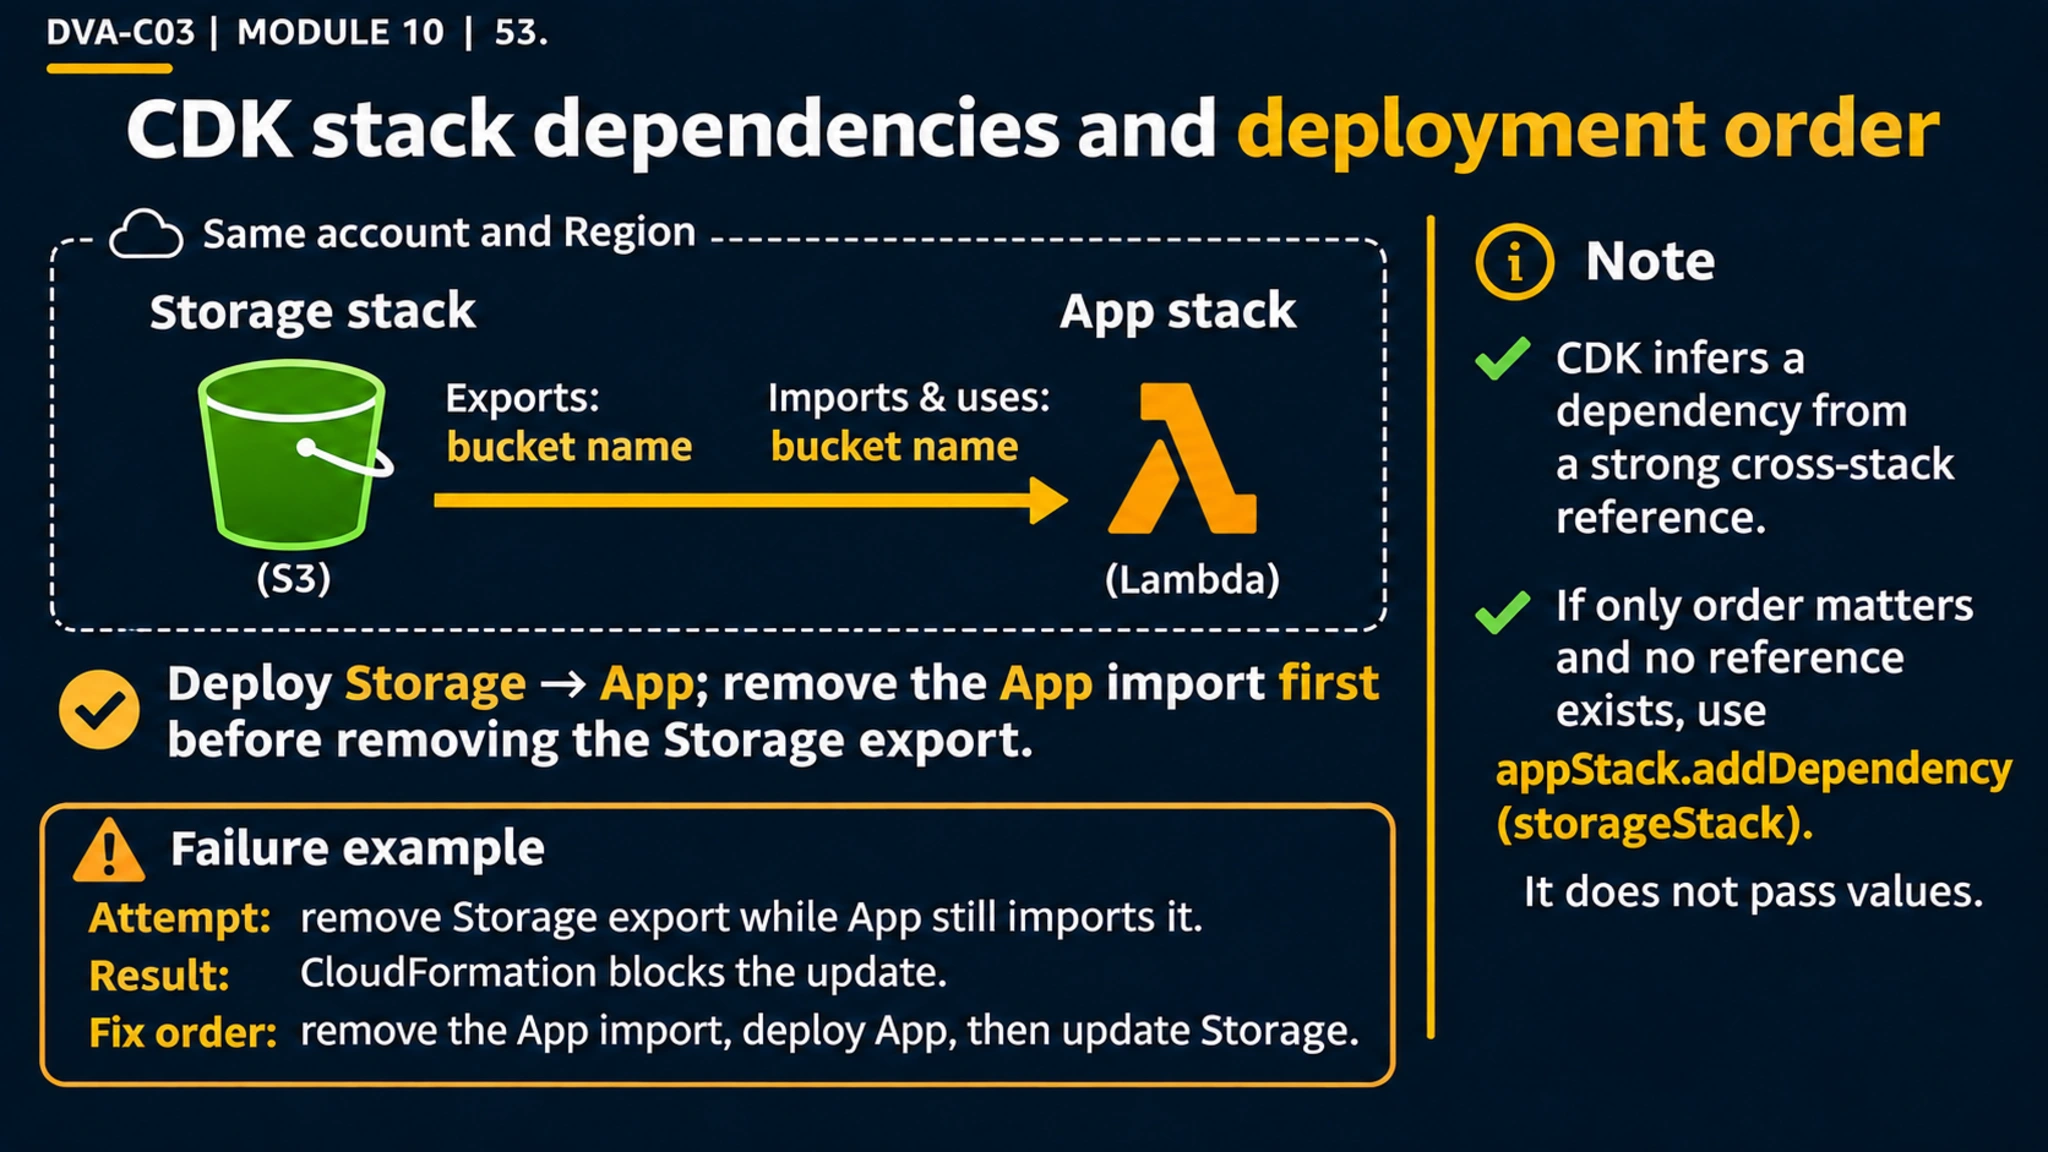 DVA-C03 | MODULE 10 | 53.
CDK stack dependencies and deployment order
Same account and Region
Storage stack
App stack
Exports:
bucket name
Imports & uses:
bucket name
(S3)
(Lambda)
Deploy Storage → App; remove the App import first
before removing the Storage export.
Failure example
Attempt: remove Storage export while App still imports it.
Result: CloudFormation blocks the update.
Fix order: remove the App import, deploy App, then update Storage.
Note
CDK infers a
dependency from
a strong cross-stack
reference.
If only order matters
and no reference
exists, use
appStack.addDependency
(storageStack).
It does not pass values.